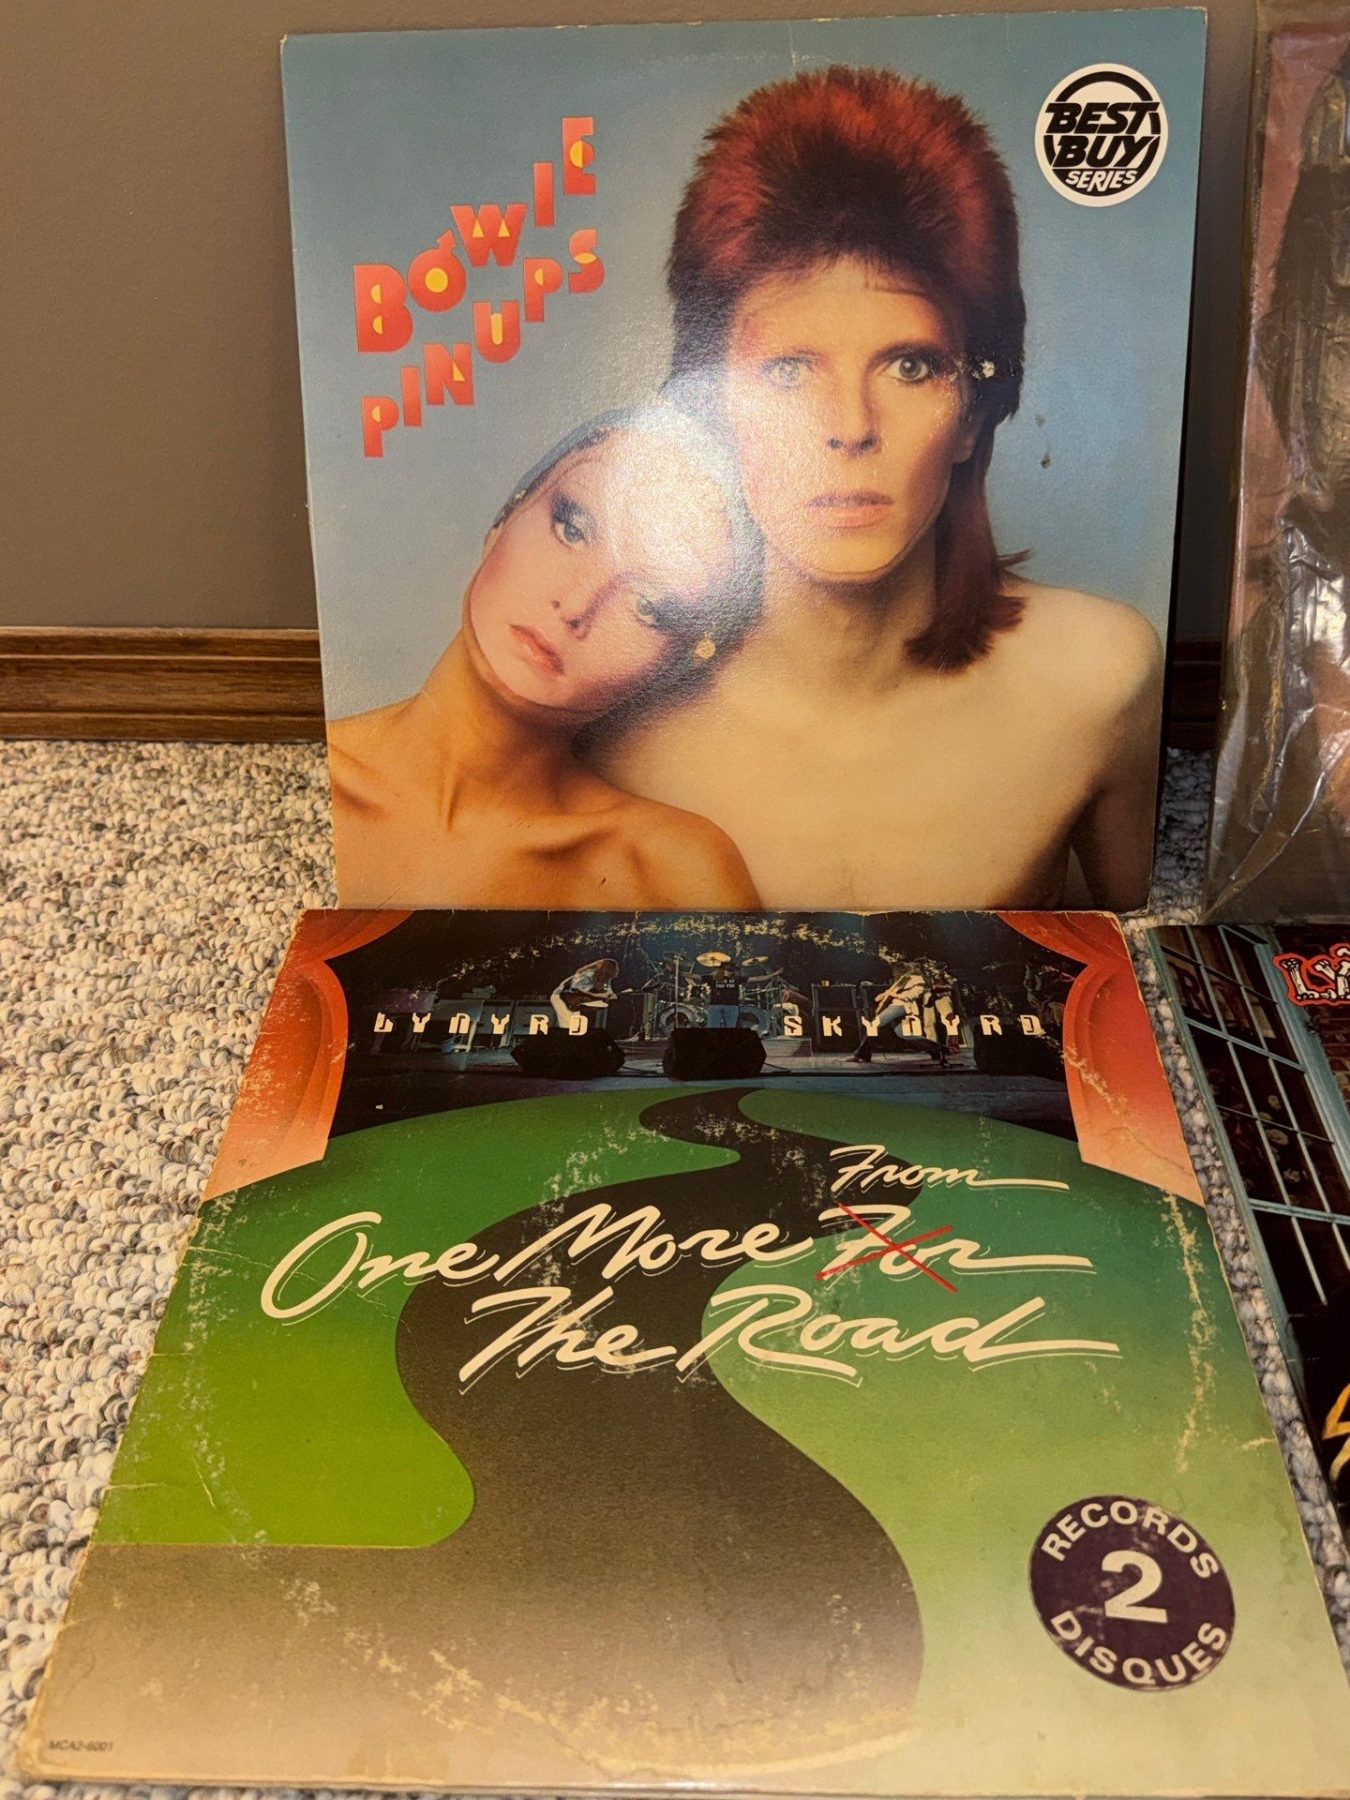 BOWIE
PINUPS
BEST
BUY
SERIES
LYNYRD SKYNYRD
From
One More For
The Road
RECORDS
2
DISQUES
MCA2-6001